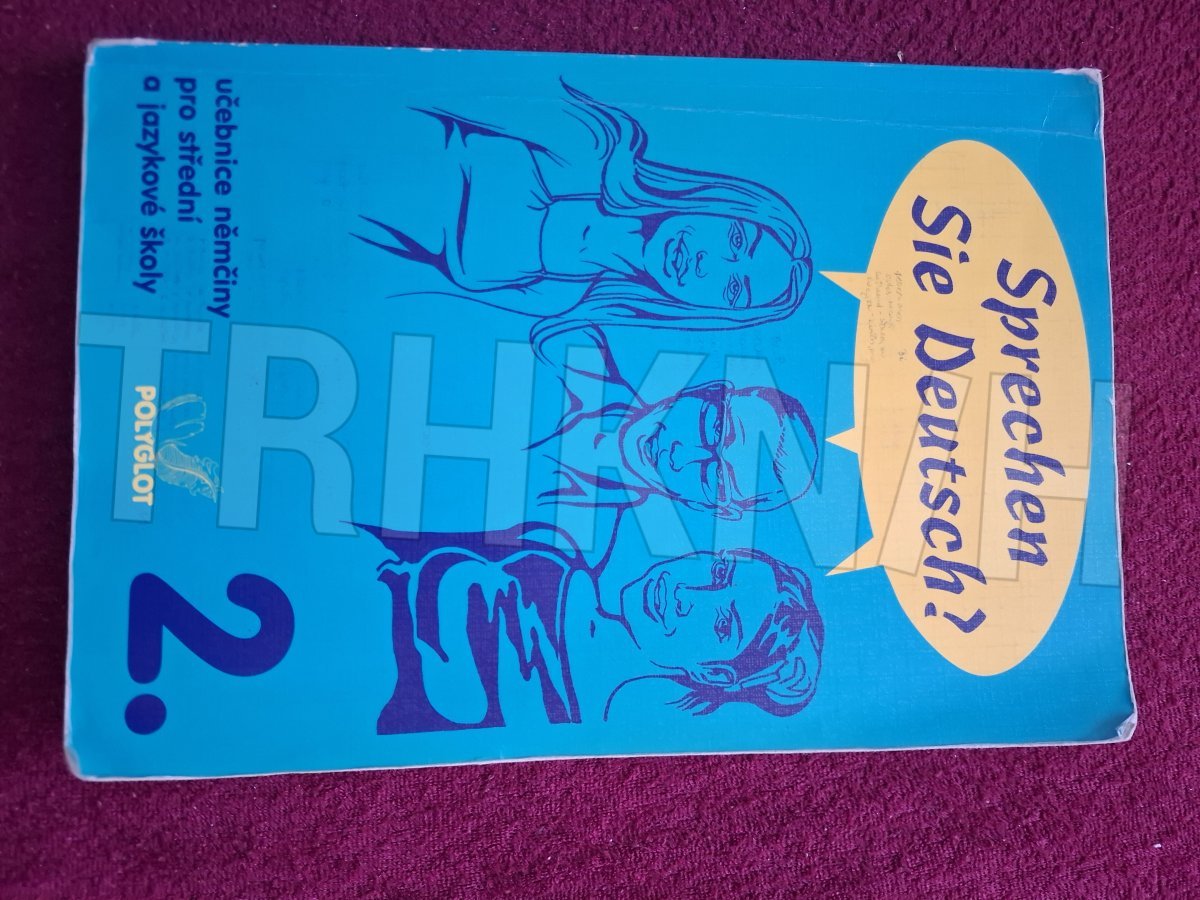 Sprechen
Sie Deutsch?
učebnice němčiny
pro střední
a jazykové školy
POLYGLOT
2.
TRHKNIH